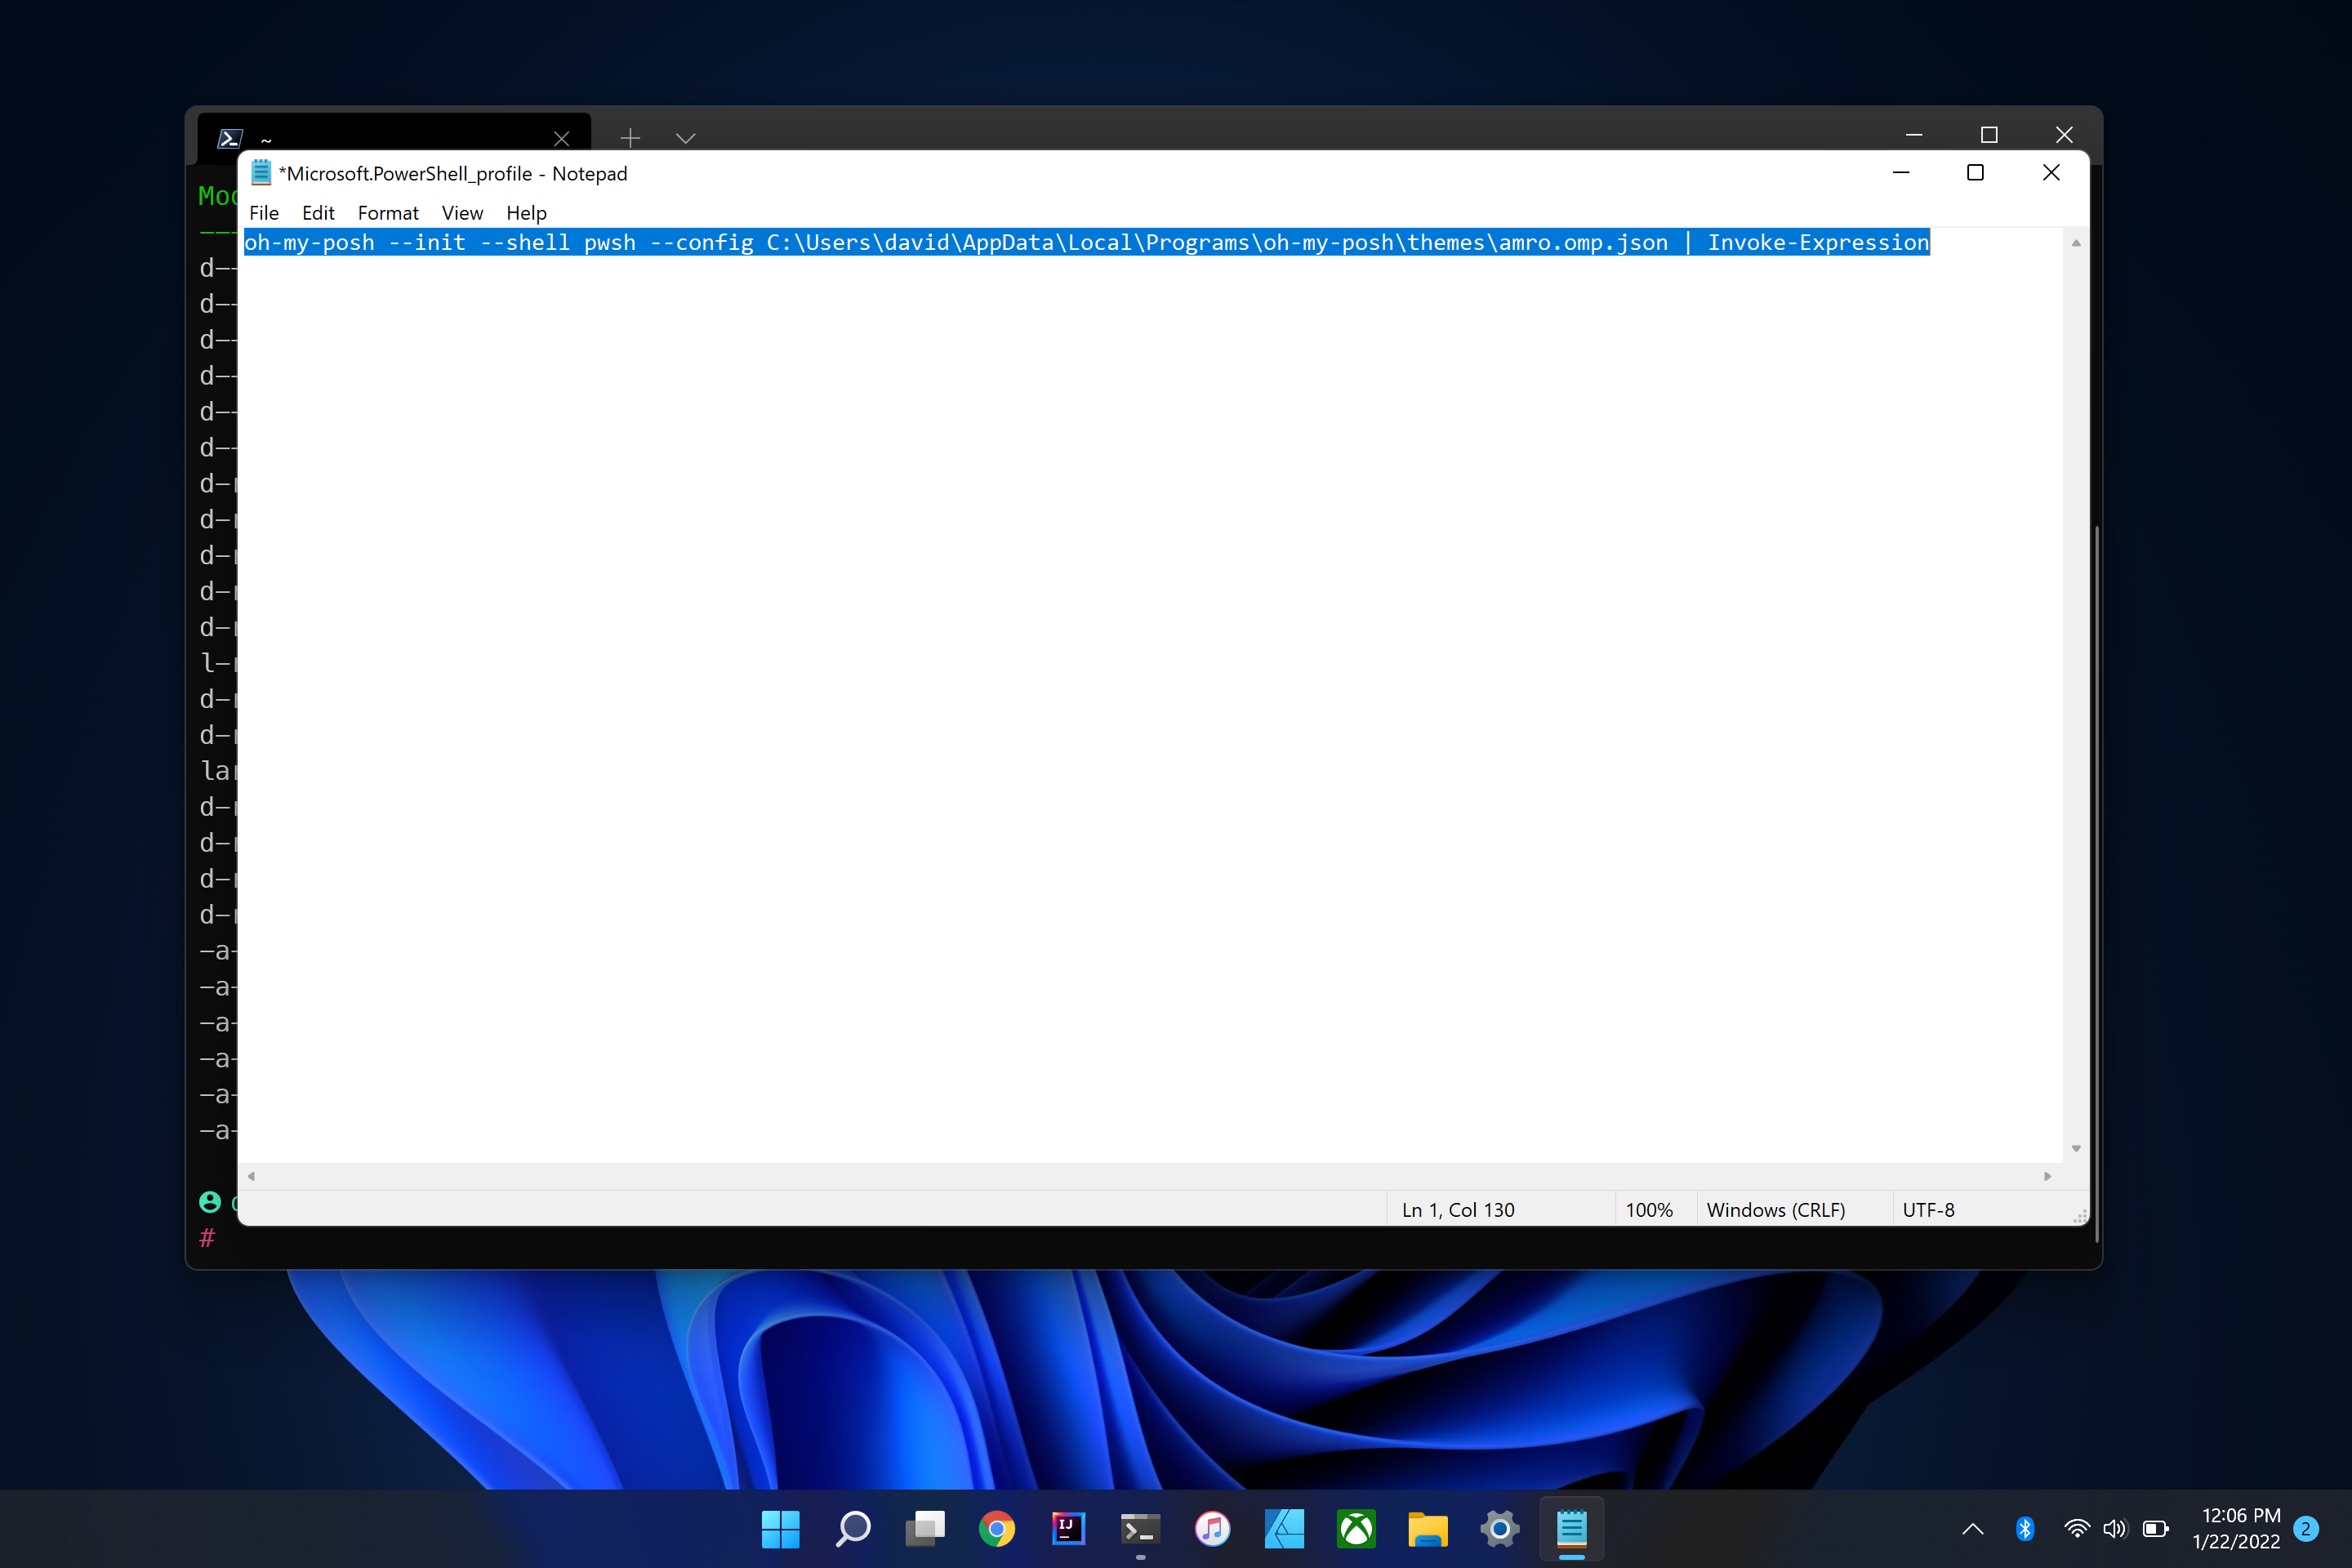 ~
*Microsoft.PowerShell_profile - Notepad
File Edit Format View Help
oh-my-posh --init --shell pwsh --config C:\Users\david\AppData\Local\Programs\oh-my-posh\themes\amro.omp.json | Invoke-Expression
d--
d--
d--
d--
d--
d--
l-
-a-
-a-
-a-
-a-
-a-
-a-
#
Ln 1, Col 130 100% Windows (CRLF) UTF-8
IJ
12:06 PM
1/22/2022
2